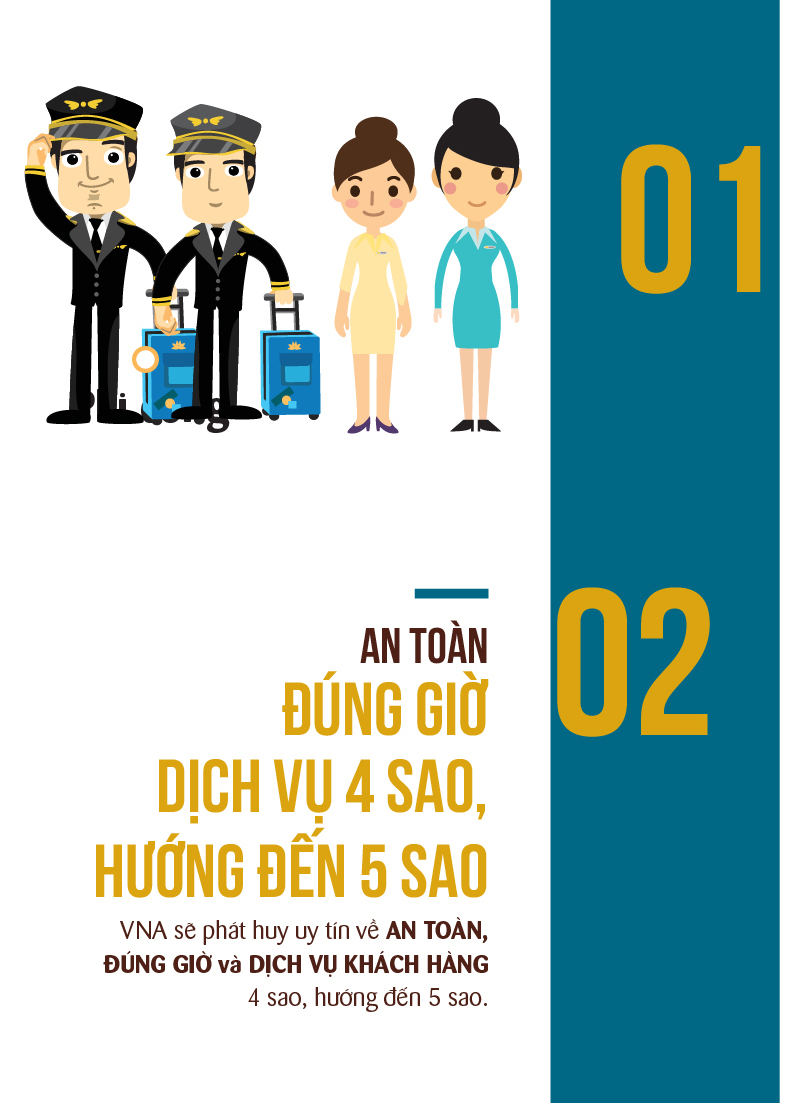 01
02
AN TOÀN
ĐÚNG GIỜ
DỊCH VỤ 4 SAO,
HƯỚNG ĐẾN 5 SAO
VNA sẽ phát huy uy tín về AN TOÀN,
ĐÚNG GIỜ và DỊCH VỤ KHÁCH HÀNG
4 sao, hướng đến 5 sao.